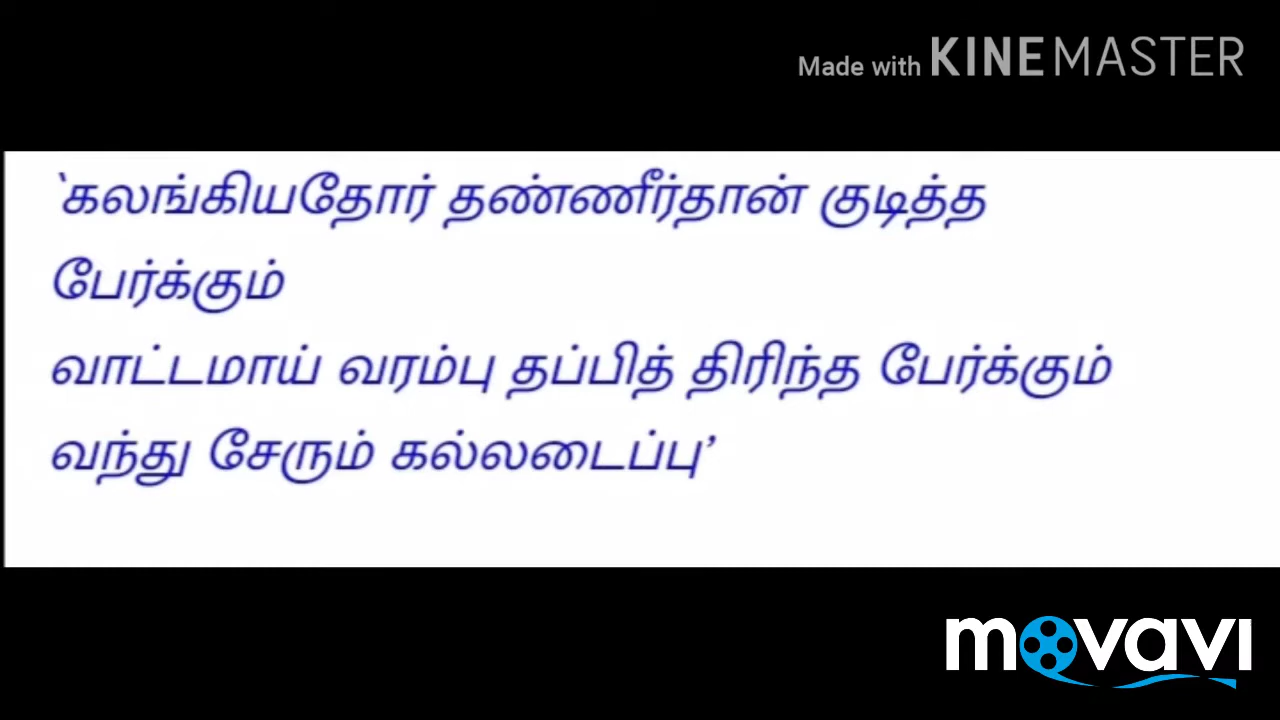 Made with KINEMASTER
`கலங்கியதோர் தண்ணீர்தான் குடித்த
பேர்க்கும்
வாட்டமாய் வரம்பு தப்பித் திரிந்த பேர்க்கும்
வந்து சேரும் கல்லடைப்பு’
movavi